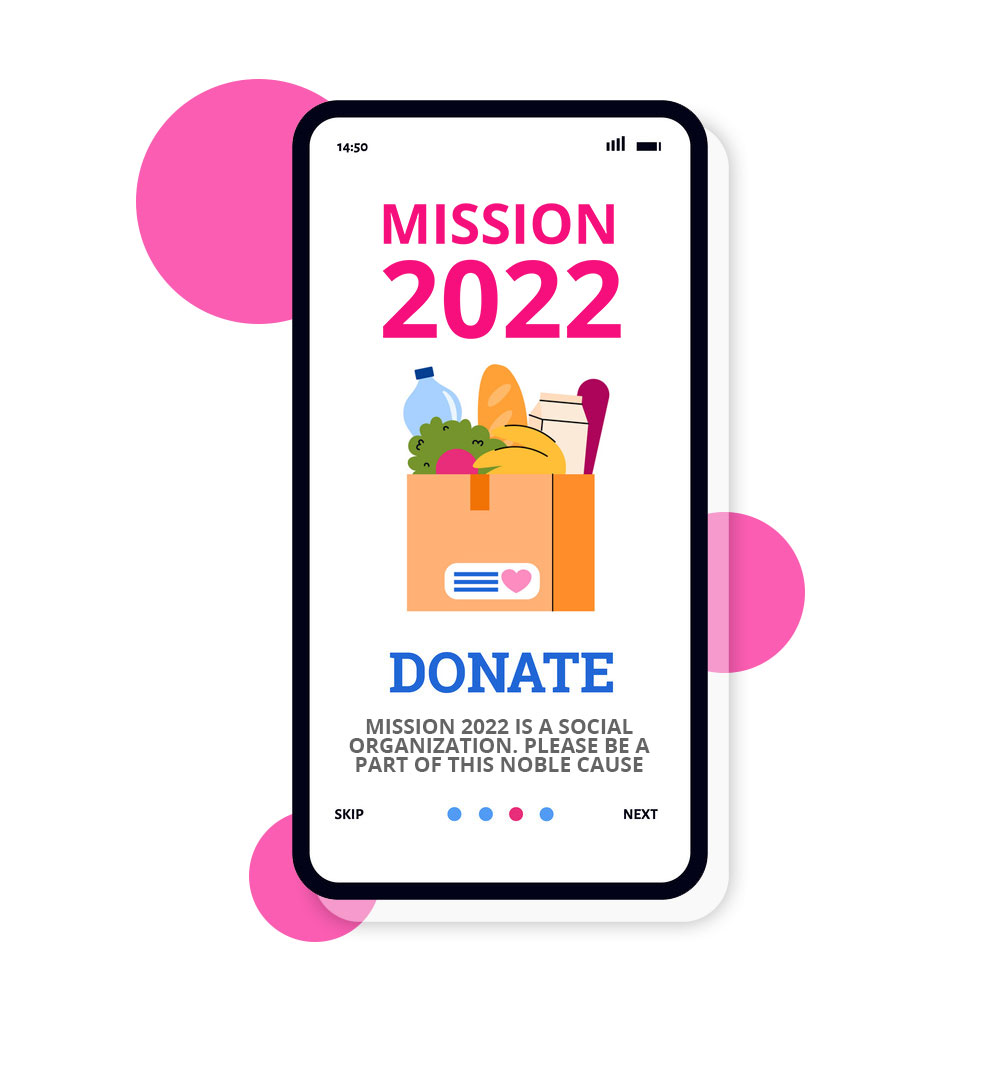 14:50
MISSION
2022
DONATE
MISSION 2022 IS A SOCIAL
ORGANIZATION. PLEASE BE A
PART OF THIS NOBLE CAUSE
SKIP NEXT